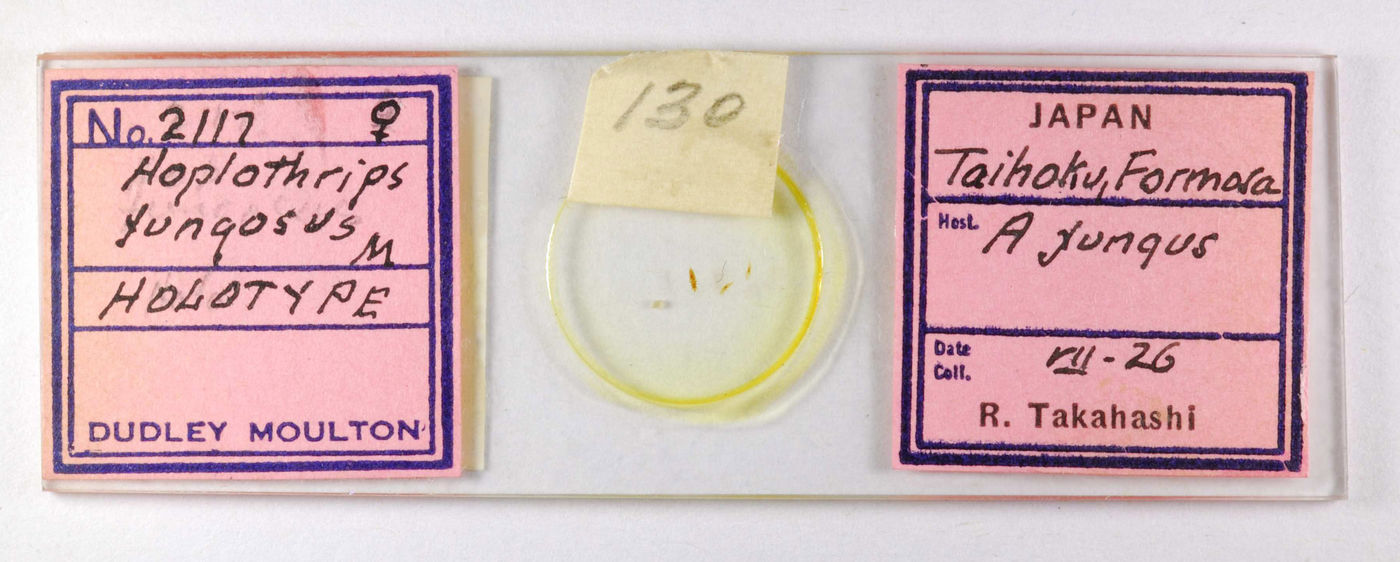 No. 2117 ♀
Hoplothrips
fungosus
M
HOLOTYPE
DUDLEY MOULTON
130
JAPAN
Taihoku, Formosa
Host. A fungus
Date
Coll. VII-26
R. Takahashi